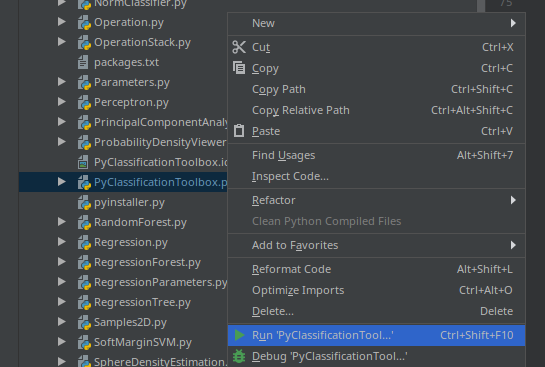 NormClassifier.py
Operation.py
OperationStack.py
packages.txt
Parameters.py
Perceptron.py
PrincipalComponentAnaly
ProbabilityDensityViewer
PyClassificationToolbox.ic
PyClassificationToolbox.p
pyinstaller.py
RandomForest.py
Regression.py
RegressionForest.py
RegressionParameters.py
RegressionTree.py
Samples2D.py
SoftMarginSVM.py
SphereDensityEstimation.
75
New
Cut Ctrl+X
Copy Ctrl+C
Copy Path Ctrl+Shift+C
Copy Relative Path Ctrl+Alt+Shift+C
Paste Ctrl+V
Find Usages Alt+Shift+7
Inspect Code...
Refactor
Clean Python Compiled Files
Add to Favorites
Reformat Code Alt+Shift+L
Optimize Imports Ctrl+Alt+O
Delete... Delete
Run 'PyClassificationTool...' Ctrl+Shift+F10
Debug 'PyClassificationTool...'